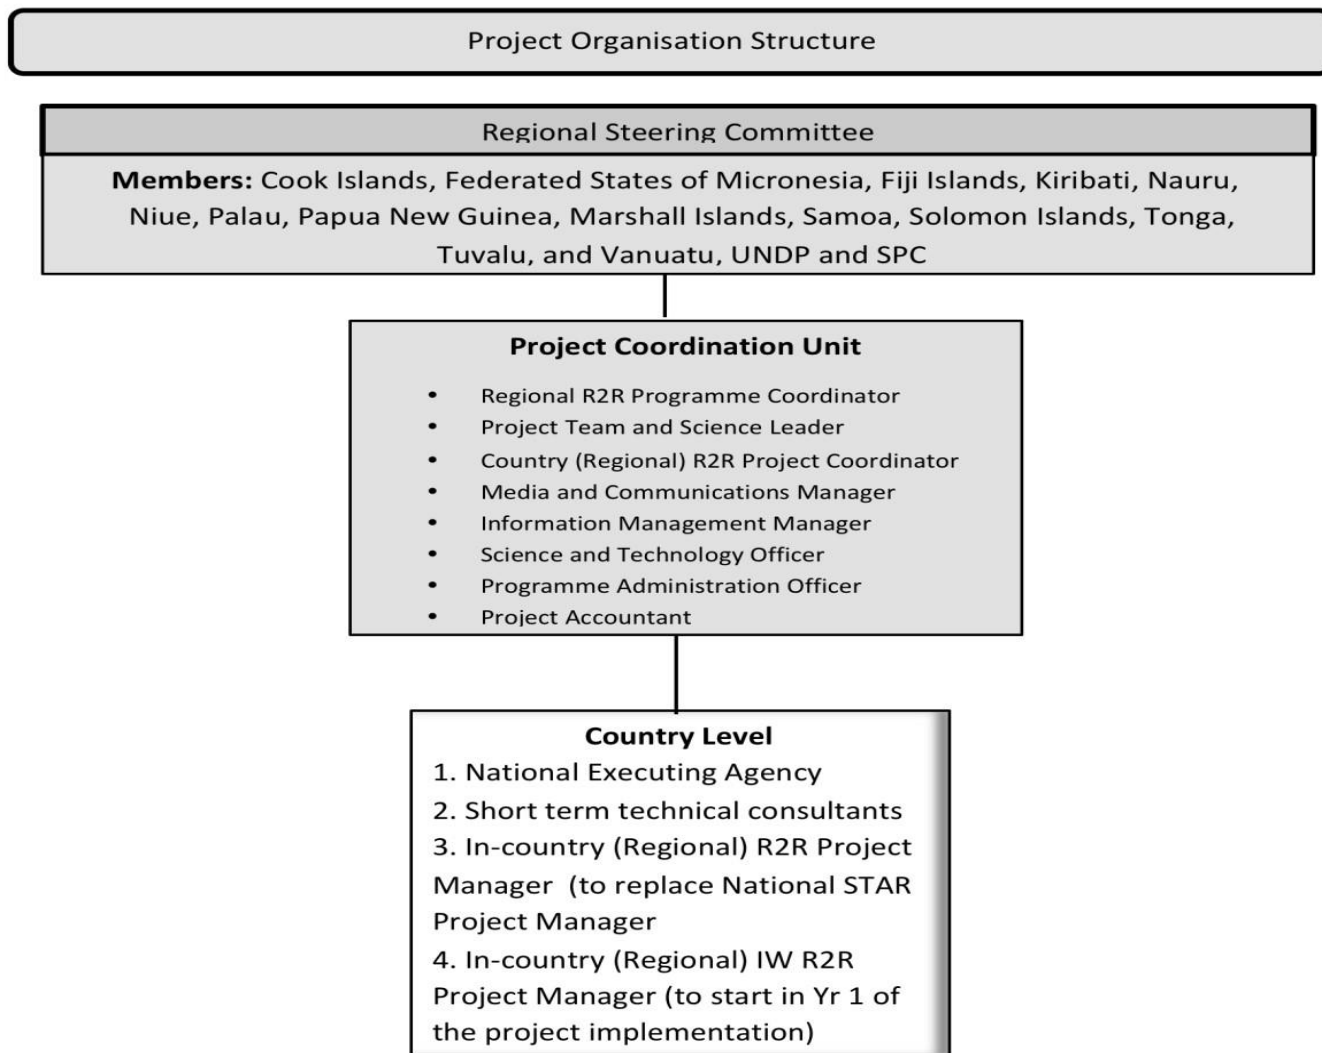 Project Organisation Structure
Regional Steering Committee
Members: Cook Islands, Federated States of Micronesia, Fiji Islands, Kiribati, Nauru,
Niue, Palau, Papua New Guinea, Marshall Islands, Samoa, Solomon Islands, Tonga,
Tuvalu, and Vanuatu, UNDP and SPC
Project Coordination Unit
• Regional R2R Programme Coordinator
• Project Team and Science Leader
• Country (Regional) R2R Project Coordinator
• Media and Communications Manager
• Information Management Manager
• Science and Technology Officer
• Programme Administration Officer
• Project Accountant
Country Level
1. National Executing Agency
2. Short term technical consultants
3. In-country (Regional) R2R Project
Manager (to replace National STAR
Project Manager
4. In-country (Regional) IW R2R
Project Manager (to start in Yr 1 of
the project implementation)